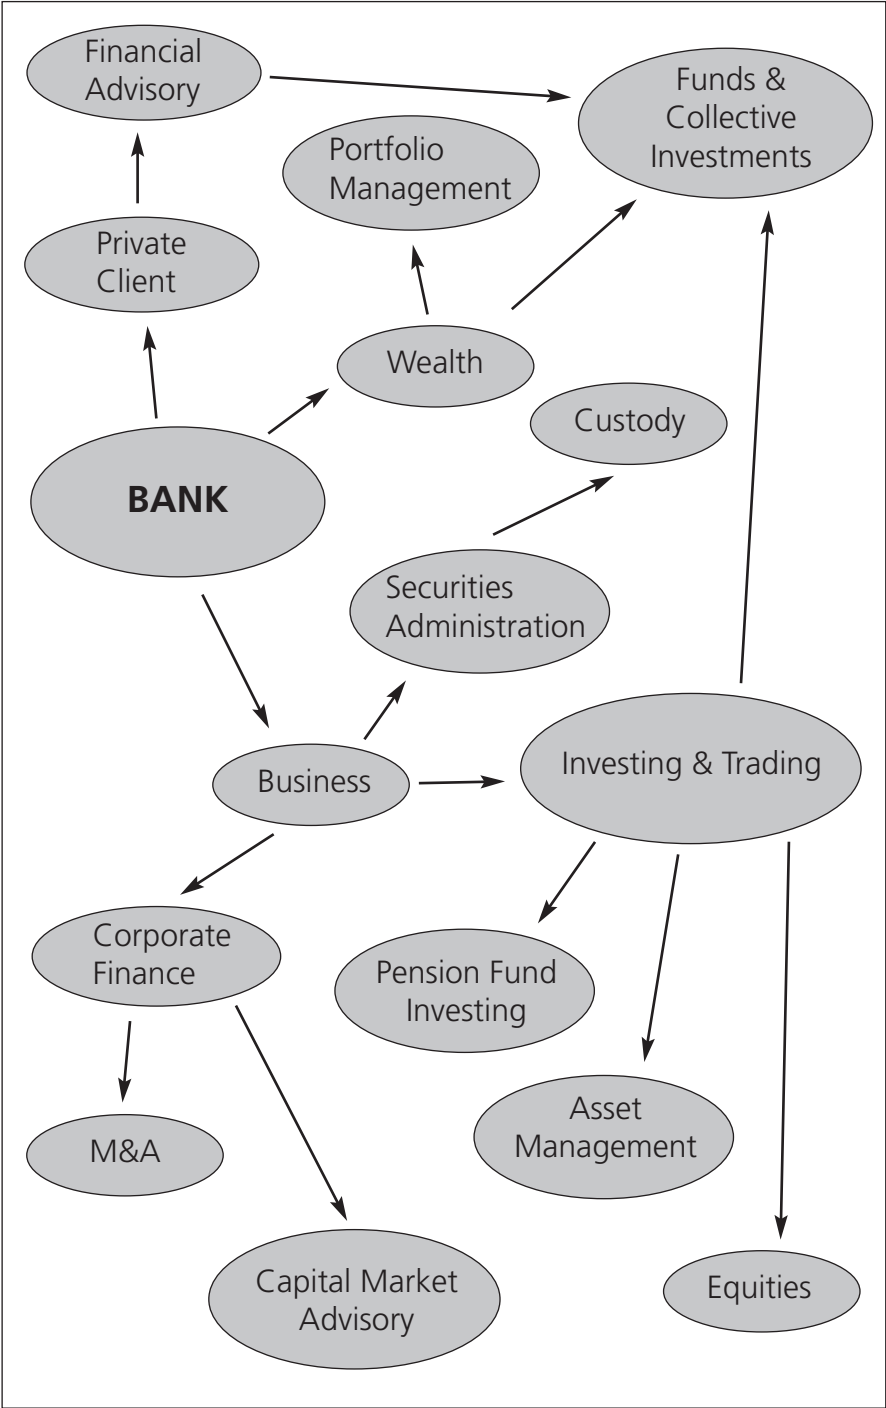 Financial
Advisory
Funds &
Collective
Investments
Portfolio
Management
Private
Client
Wealth
Custody
BANK
Securities
Administration
Investing & Trading
Business
Corporate
Finance
Pension Fund
Investing
Asset
Management
M&A
Capital Market
Advisory
Equities